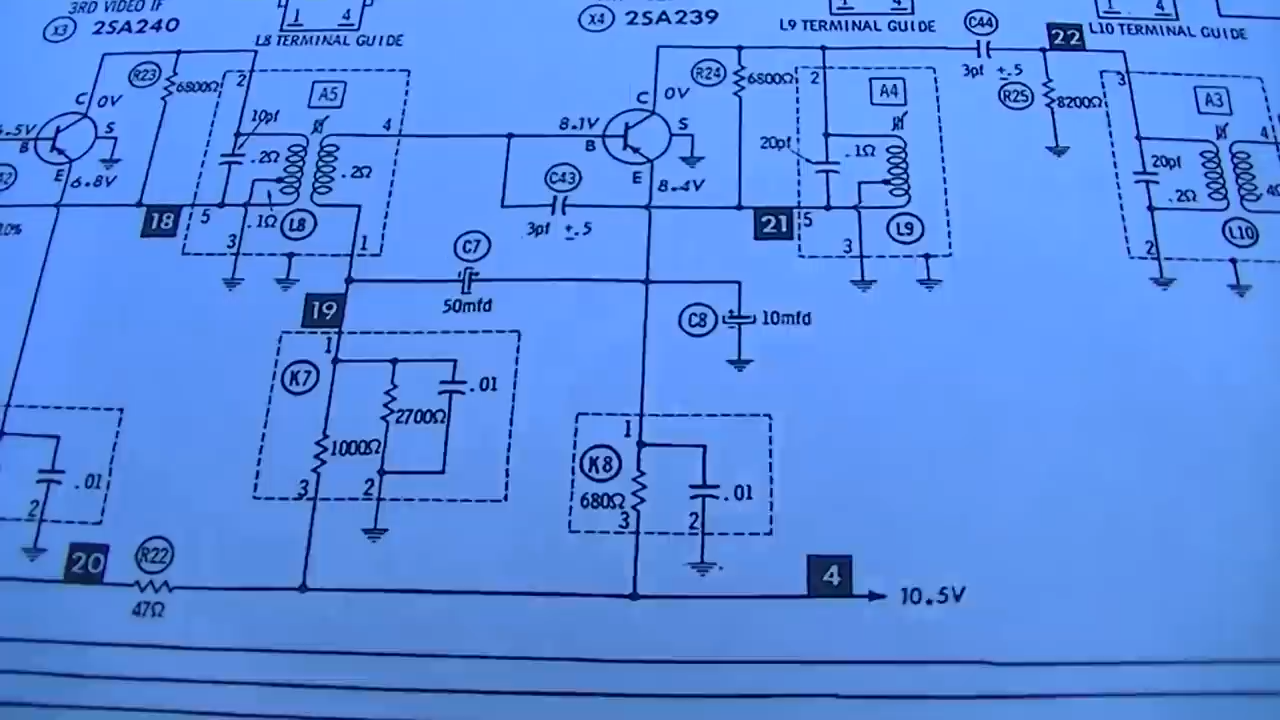 3RD VIDEO IF
X3 2SA240
1 4
L8 TERMINAL GUIDE
X4 2SA239
1 4
L9 TERMINAL GUIDE
C44
3pf ±.5
22
1 4
L10 TERMINAL GUIDE
R23
6800Ω
2
A5
10pf
C 0V
S
B
E
6.8V
.2Ω
.2Ω
.1Ω
4
18
5
3
L8
1
8.1V
B
C 0V
S
E
8.4V
C43
3pf ±.5
R24
6800Ω
2
A4
20pf
.1Ω
21
5
3
L9
R25
8200Ω
3
A3
4
20pf
.2Ω
2
L10
C7
50mfd
19
C8
10mfd
1
K7
.01
2700Ω
1000Ω
3
2
1
K8
680Ω
.01
3
2
.01
2
20
R22
47Ω
4
10.5V